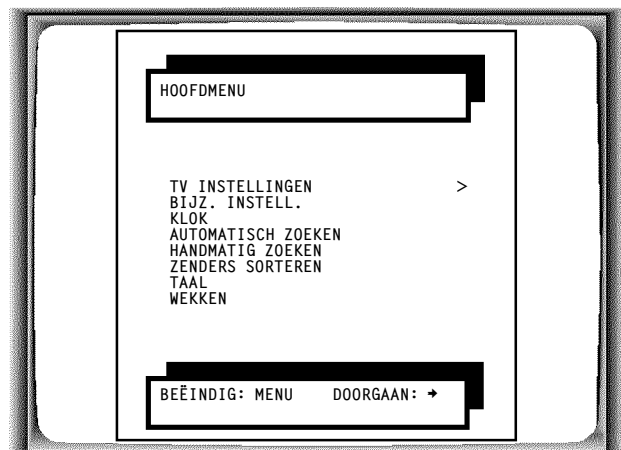 HOOFDMENU
TV INSTELLINGEN >
BIJZ. INSTELL.
KLOK
AUTOMATISCH ZOEKEN
HANDMATIG ZOEKEN
ZENDERS SORTEREN
TAAL
WEKKEN
BEËINDIG: MENU DOORGAAN: ➜